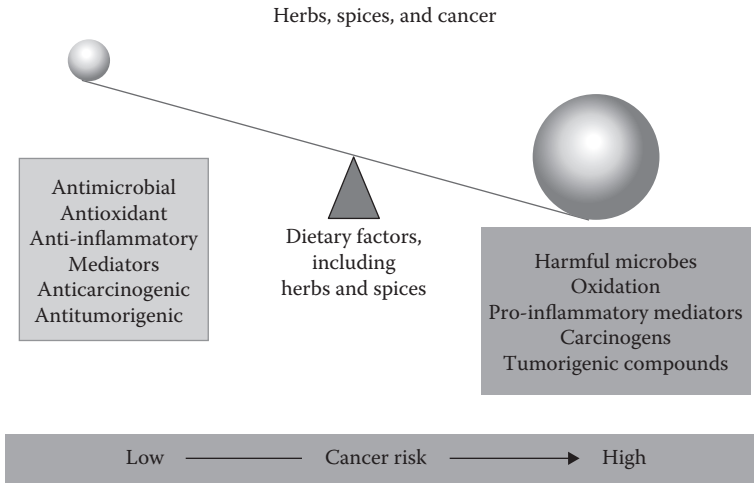 Herbs, spices, and cancer
Antimicrobial
Antioxidant
Anti-inflammatory
Mediators
Anticarcinogenic
Antitumorigenic
Dietary factors,
including
herbs and spices
Harmful microbes
Oxidation
Pro-inflammatory mediators
Carcinogens
Tumorigenic compounds
Low Cancer risk High